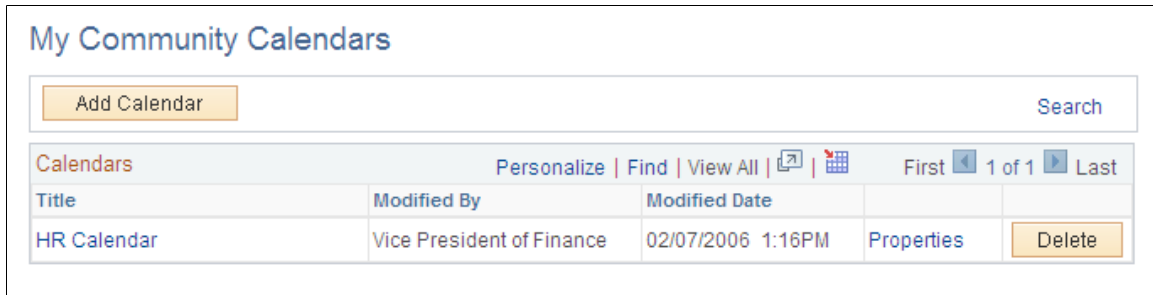 My Community Calendars
Add Calendar Search
Calendars Personalize | Find | View All | | First 1 of 1 Last
Title Modified By Modified Date
HR Calendar Vice President of Finance 02/07/2006 1:16PM Properties Delete